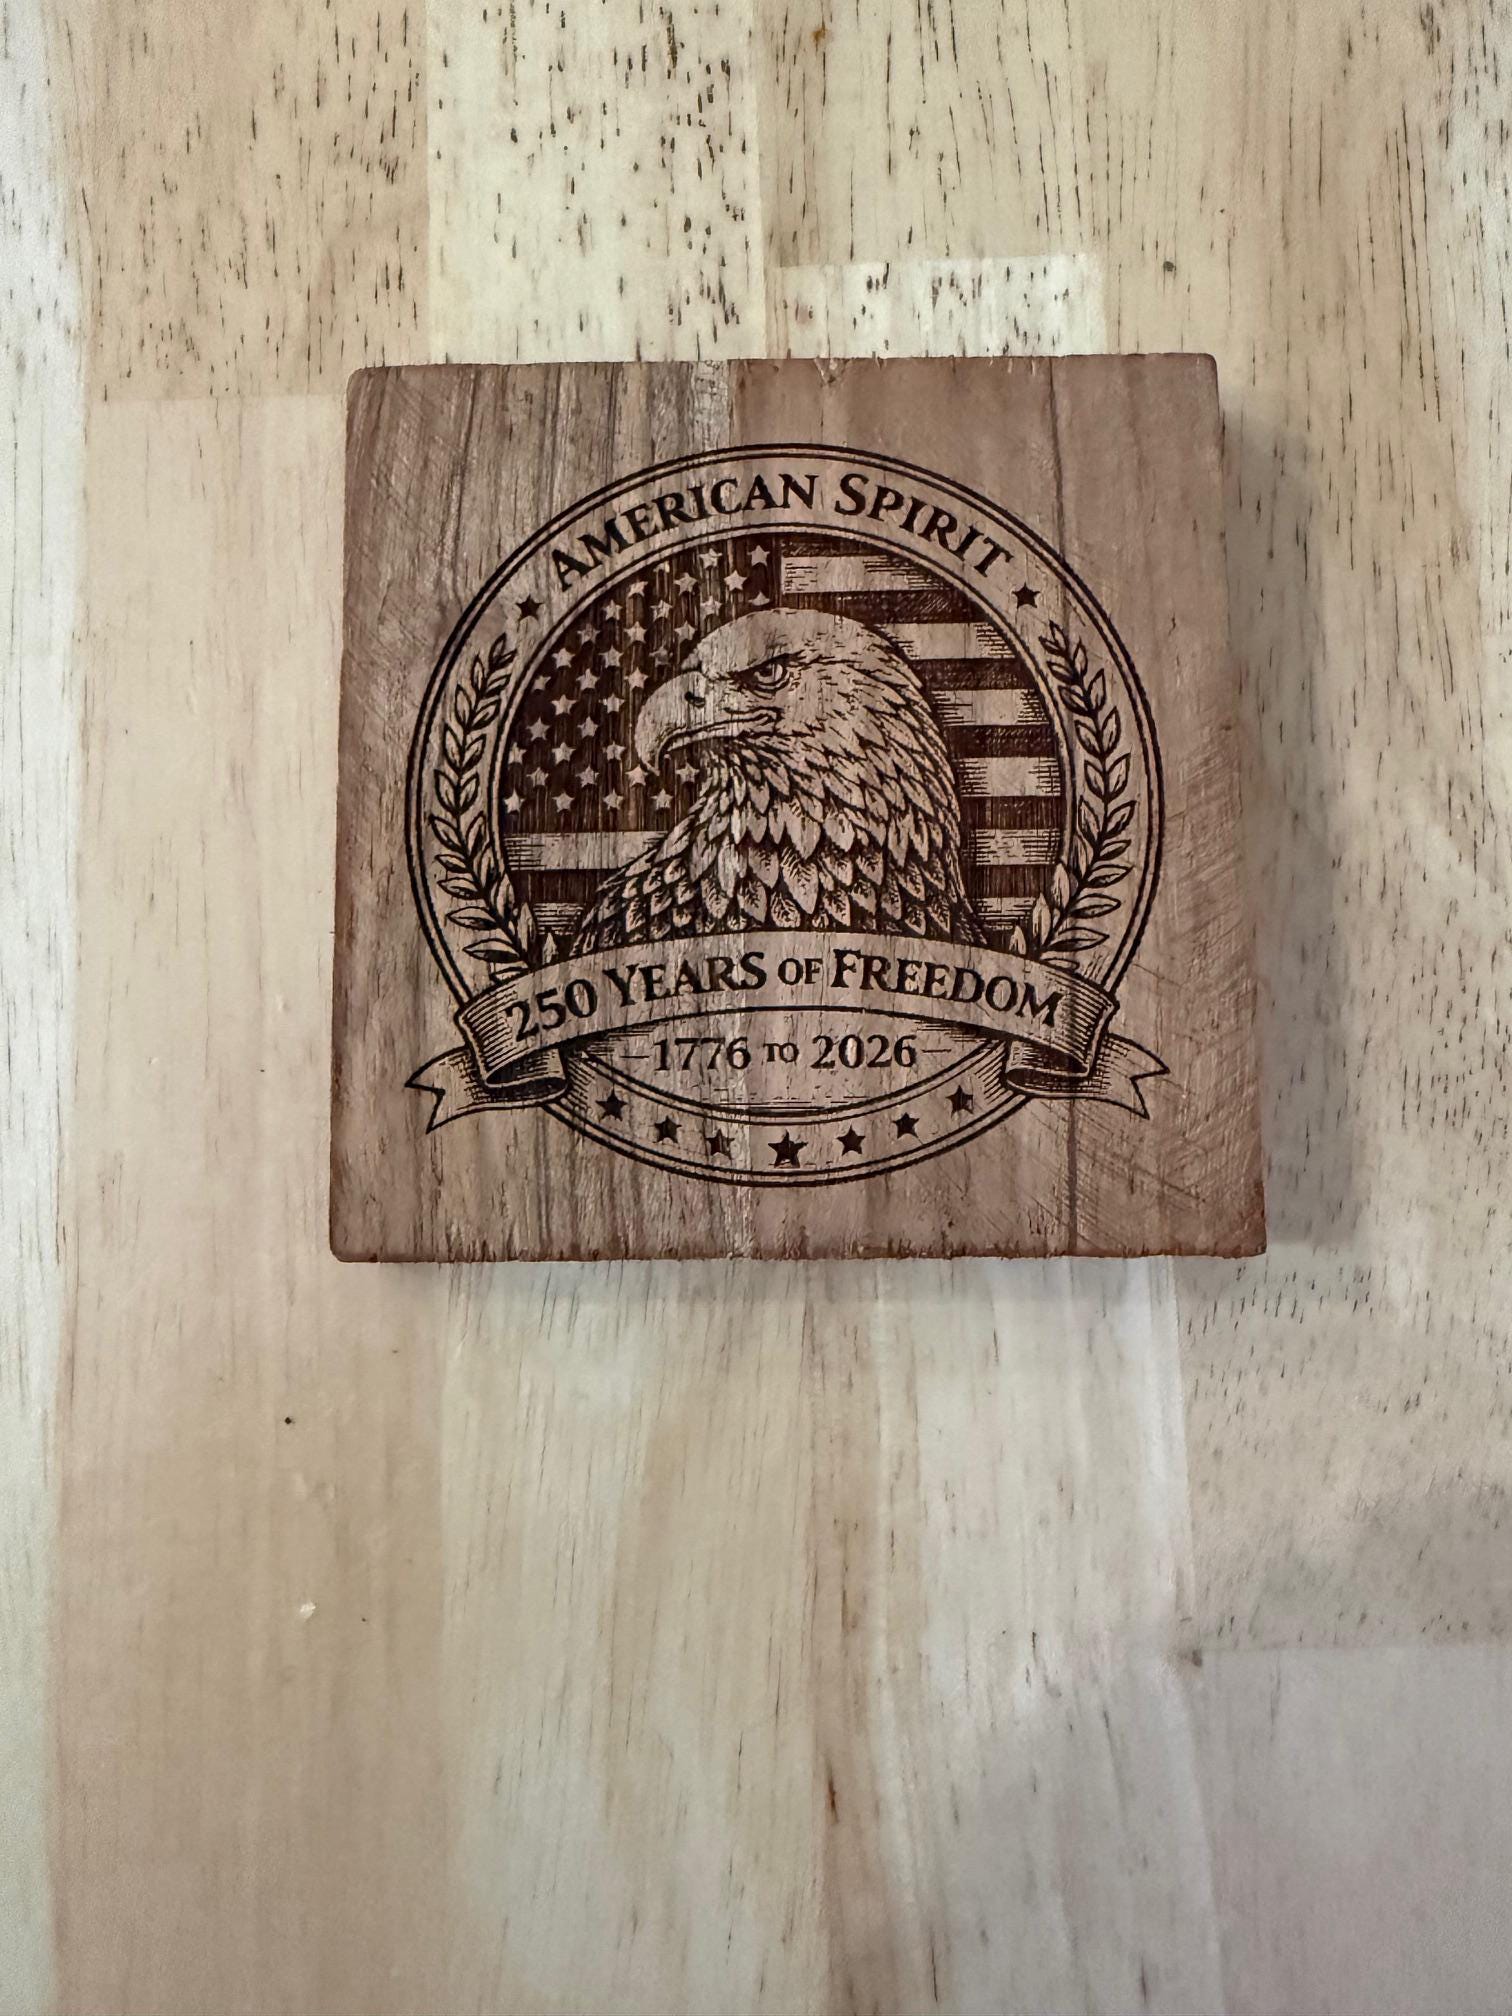 AMERICAN SPIRIT
250 YEARS OF FREEDOM
1776 TO 2026